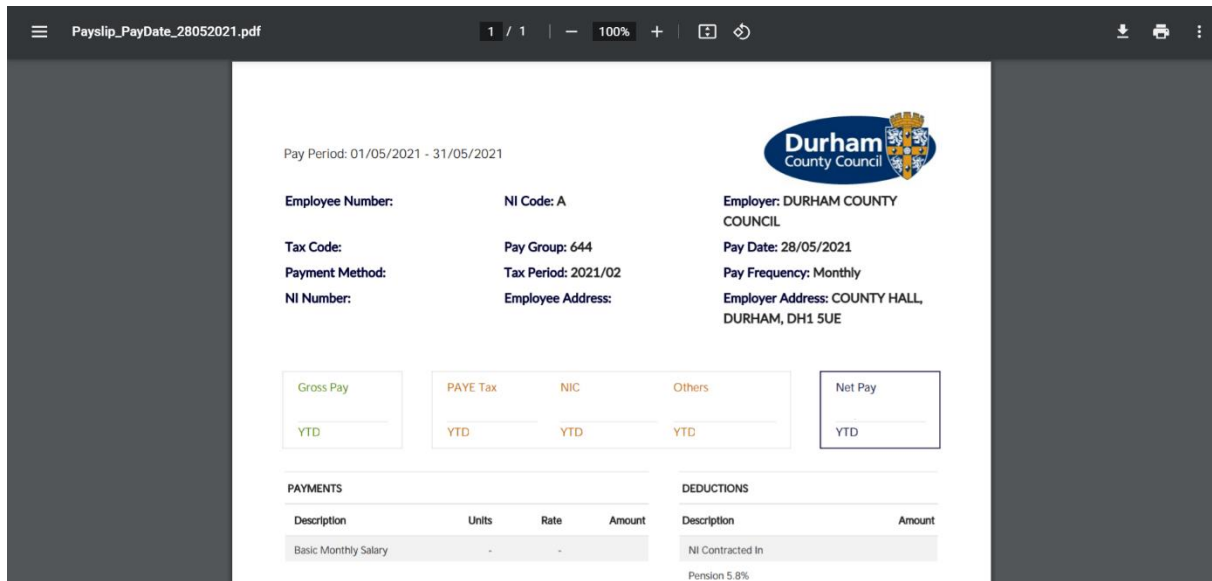 Payslip_PayDate_28052021.pdf
1 / 1
100%
Durham
County Council
Pay Period: 01/05/2021 - 31/05/2021
Employee Number:
NI Code: A
Employer: DURHAM COUNTY
COUNCIL
Tax Code:
Pay Group: 644
Pay Date: 28/05/2021
Payment Method:
Tax Period: 2021/02
Pay Frequency: Monthly
NI Number:
Employee Address:
Employer Address: COUNTY HALL,
DURHAM, DH1 5UE
Gross Pay
PAYE Tax
NIC
Others
Net Pay
YTD
YTD
YTD
YTD
YTD
PAYMENTS
Description Units Rate Amount
Basic Monthly Salary - -
DEDUCTIONS
Description Amount
NI Contracted In
Pension 5.8%